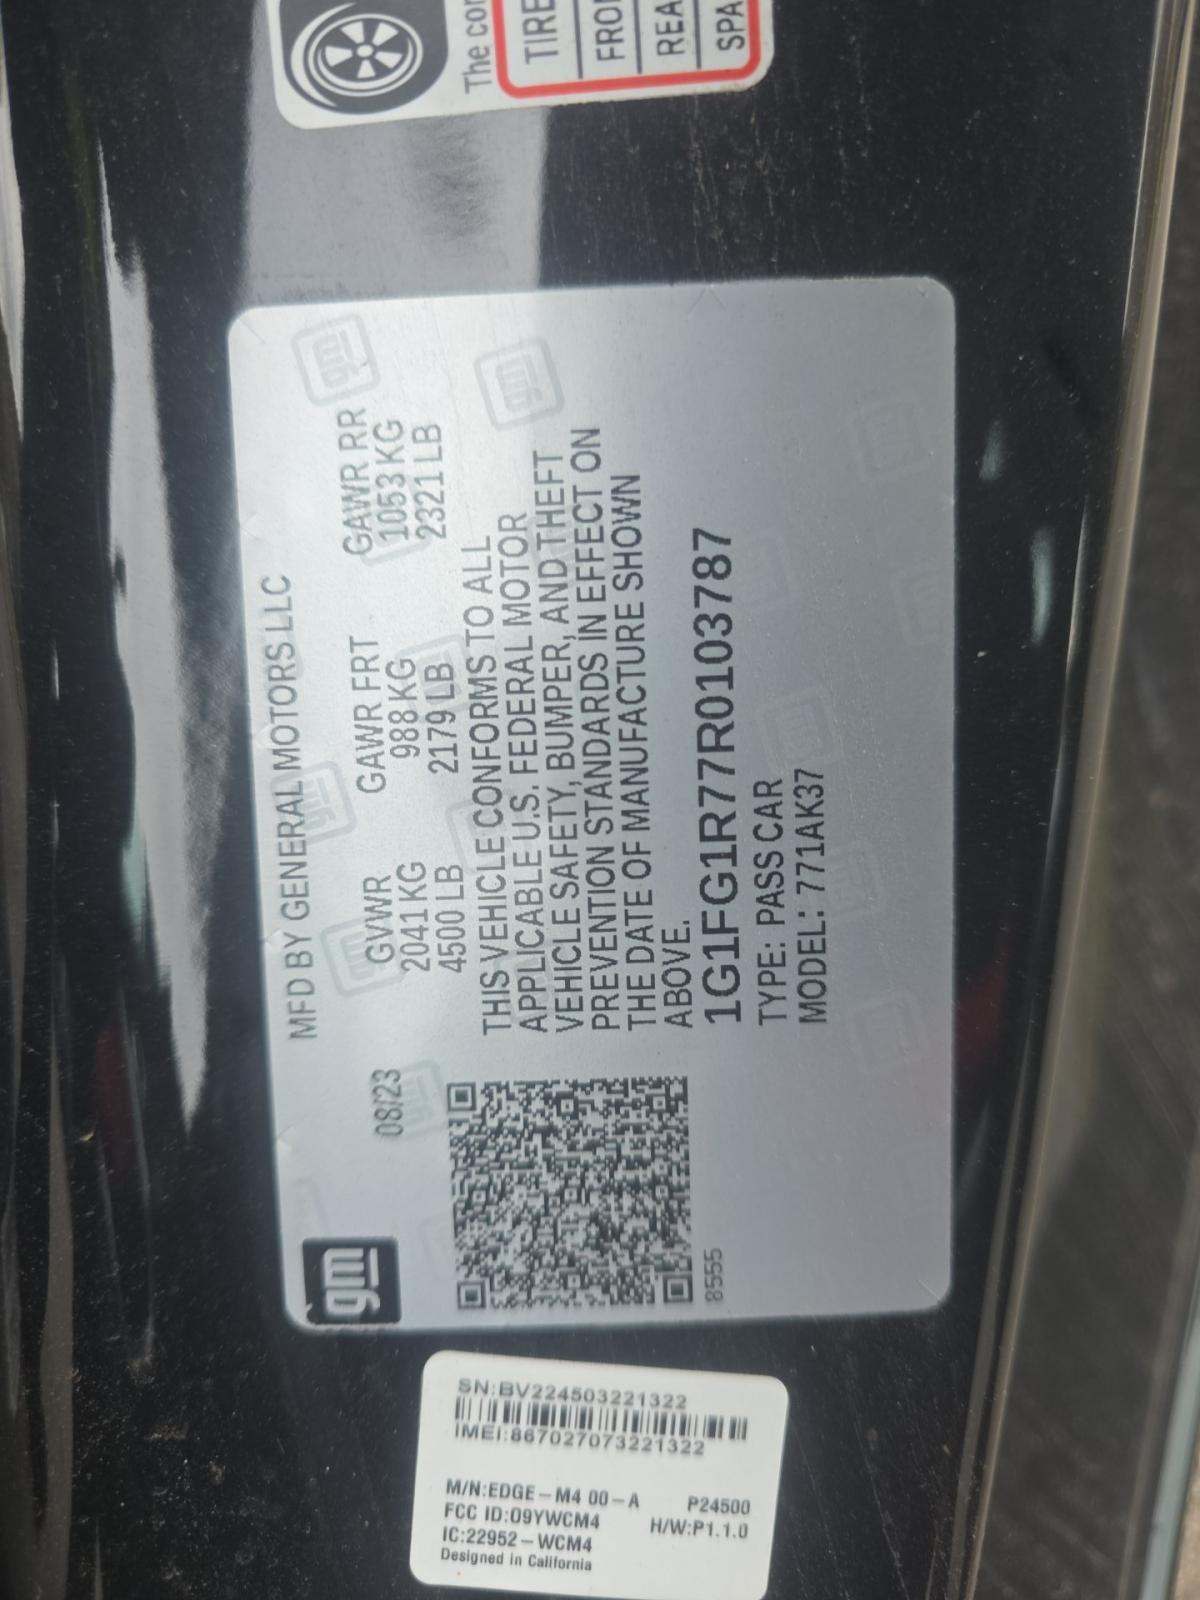 TIRE
FRO
REA
SPA
gm
MFD BY GENERAL MOTORS LLC
08/23
GVWR GAWR FRT GAWR RR
2041 KG 988 KG 1053 KG
4500 LB 2179 LB 2321 LB
THIS VEHICLE CONFORMS TO ALL
APPLICABLE U.S. FEDERAL MOTOR
VEHICLE SAFETY, BUMPER, AND THEFT
PREVENTION STANDARDS IN EFFECT ON
THE DATE OF MANUFACTURE SHOWN
ABOVE.
1G1FG1R77R0103787
TYPE: PASS CAR
MODEL: 771AK37
8555
SN:BV224503221322
IMEI:867027073221322
M/N:EDGE-M4 00-A P24500
FCC ID:O9YWCM4 H/W:P1.1.0
IC:22952-WCM4
Designed in California